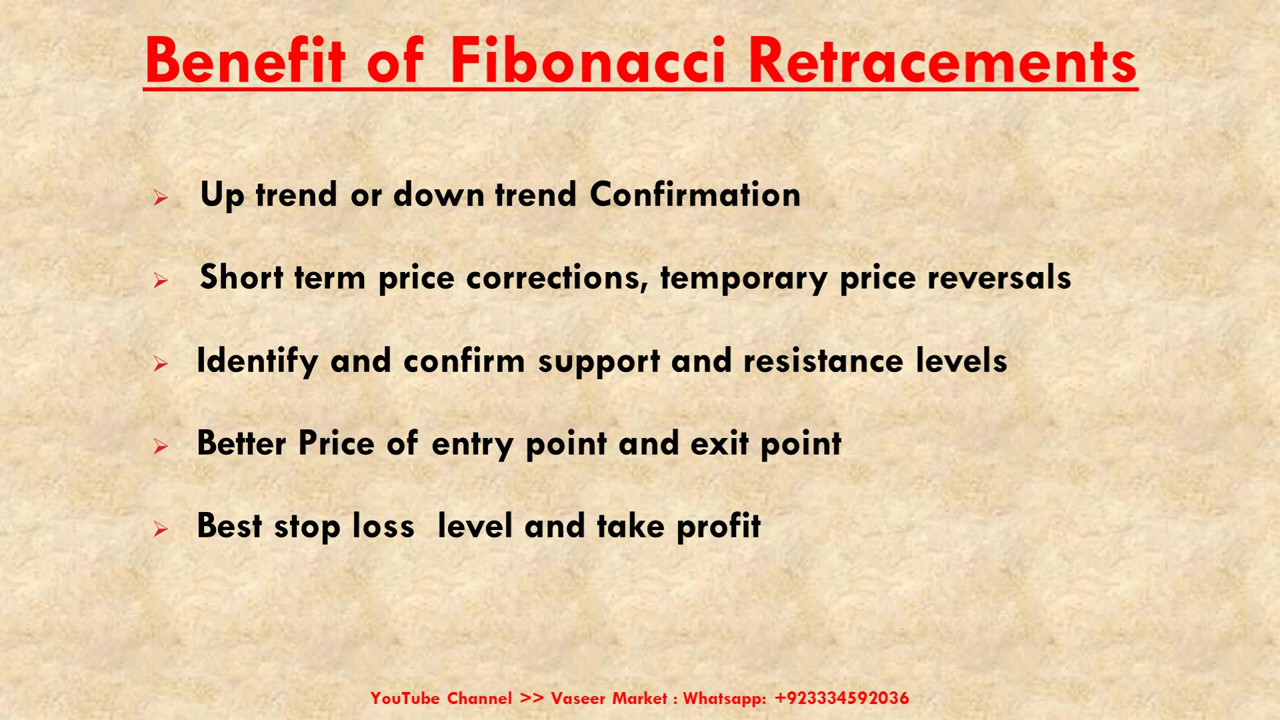 Benefit of Fibonacci Retracements
Up trend or down trend Confirmation
Short term price corrections, temporary price reversals
Identify and confirm support and resistance levels
Better Price of entry point and exit point
Best stop loss  level and take profit
YouTube Channel >> Vaseer Market : Whatsapp: +923334592036